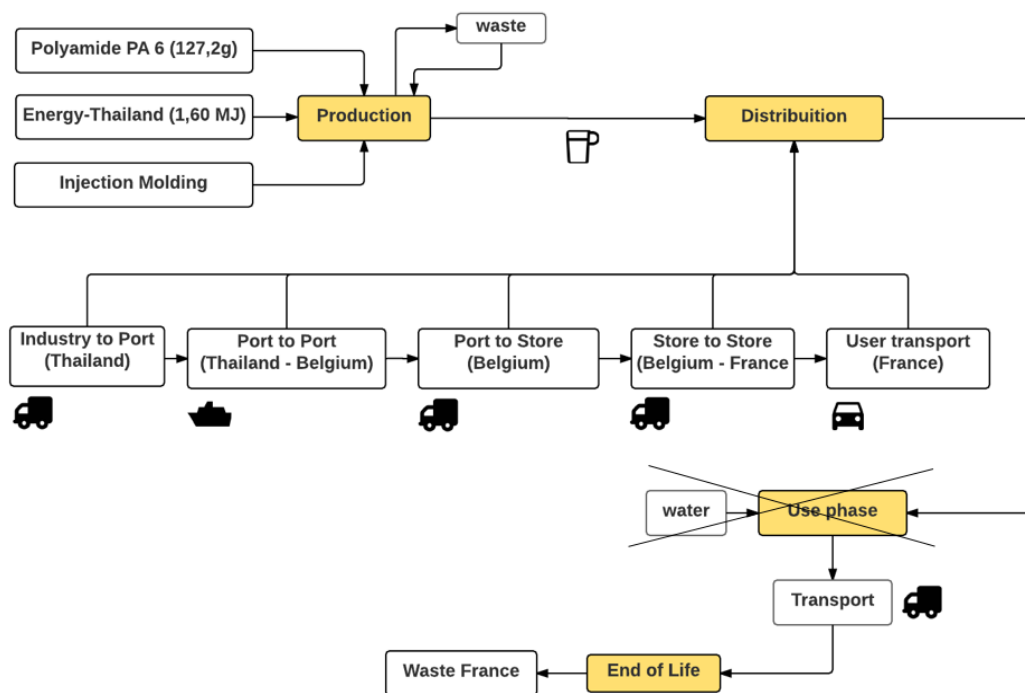 waste
Polyamide PA 6 (127,2g)
Energy-Thailand (1,60 MJ)
Production
Distribuition
Injection Molding
Industry to Port
(Thailand)
Port to Port
(Thailand - Belgium)
Port to Store
(Belgium)
Store to Store
(Belgium - France
User transport
(France)
water
Use phase
Transport
Waste France
End of Life